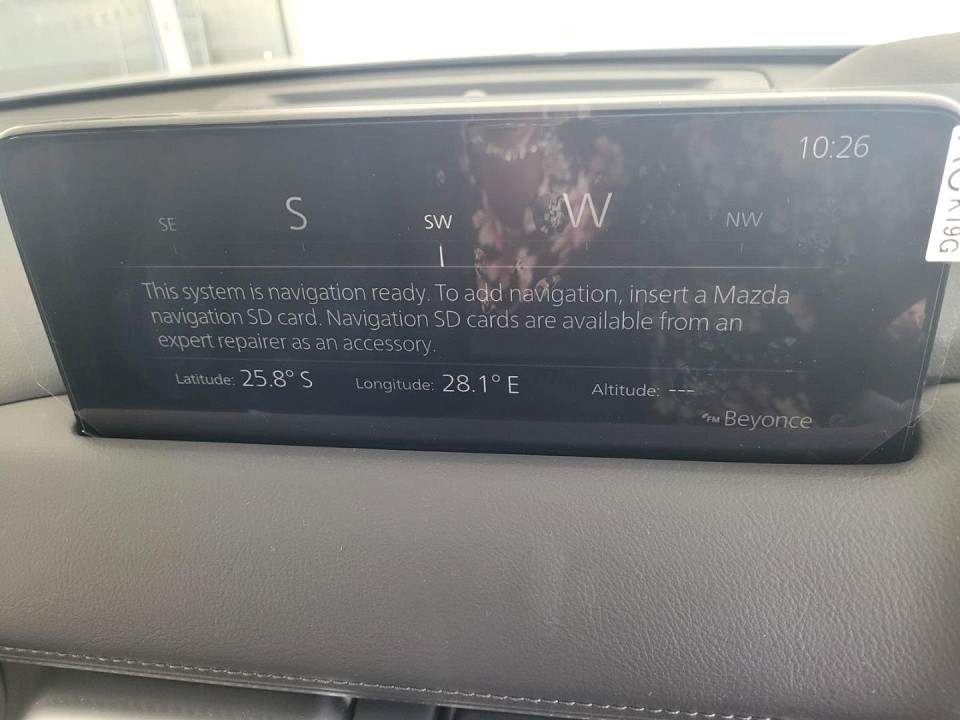 10:26
SE S SW W NW
This system is navigation ready. To add navigation, insert a Mazda
navigation SD card. Navigation SD cards are available from an
expert repairer as an accessory.
Latitude: 25.8° S Longitude: 28.1° E Altitude: ---
FM Beyonce